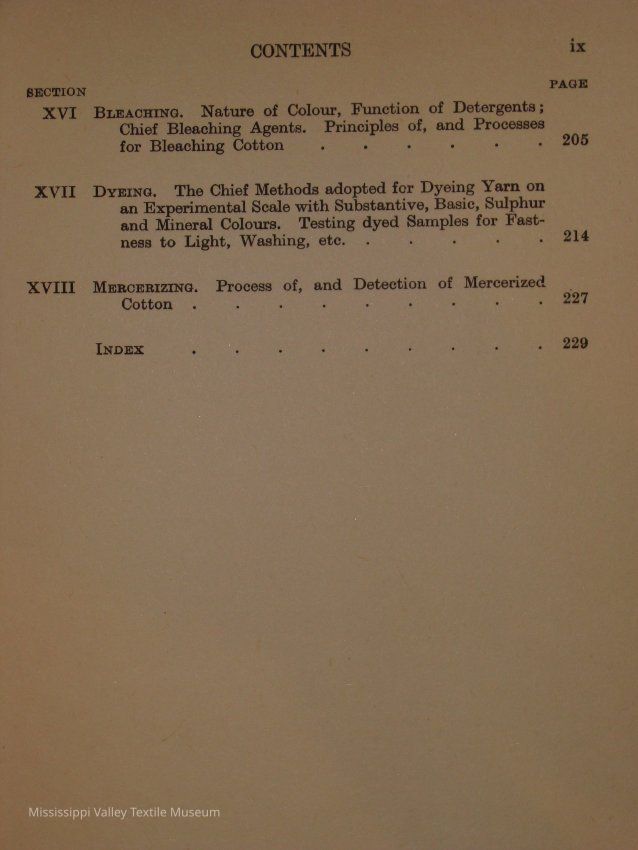 CONTENTS ix
SECTION PAGE
XVI BLEACHING. Nature of Colour, Function of Detergents;
Chief Bleaching Agents. Principles of, and Processes
for Bleaching Cotton . . . . . . 205
XVII DYEING. The Chief Methods adopted for Dyeing Yarn on
an Experimental Scale with Substantive, Basic, Sulphur
and Mineral Colours. Testing dyed Samples for Fast-
ness to Light, Washing, etc. . . . . . 214
XVIII MERCERIZING. Process of, and Detection of Mercerized
Cotton . . . . . . . . . 227
INDEX . . . . . . . . . 229
Mississippi Valley Textile Museum